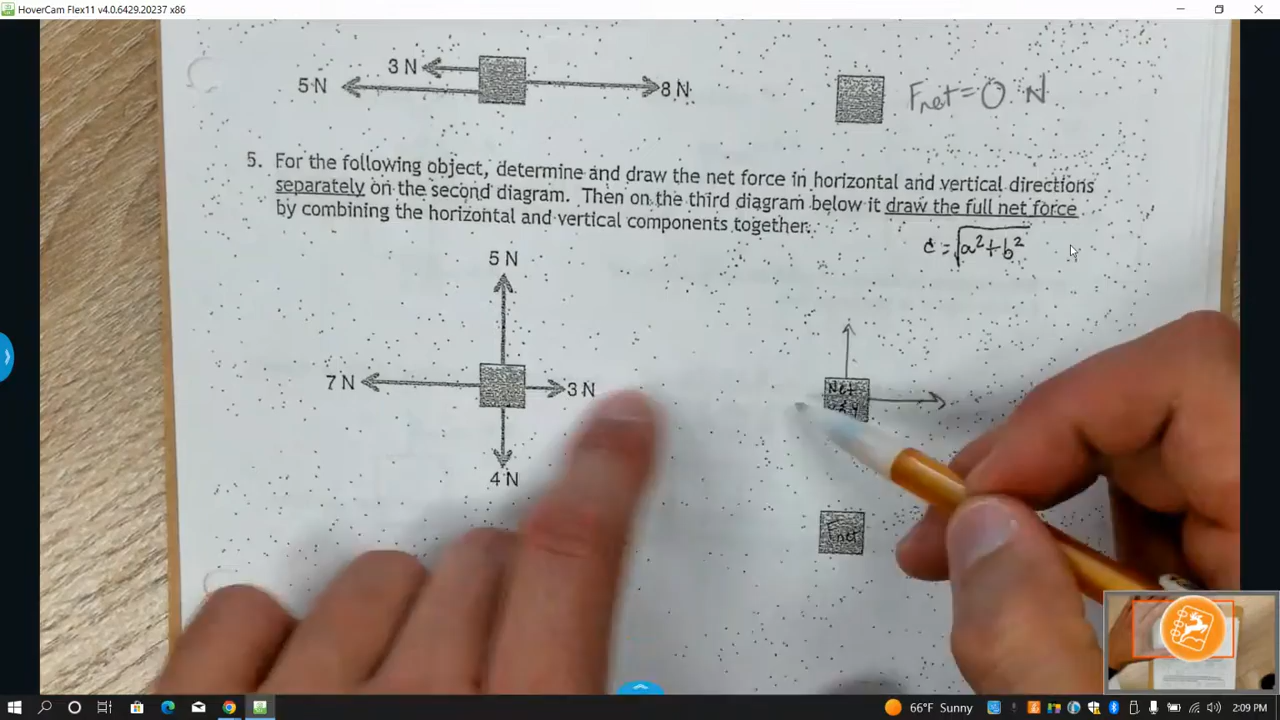 HoverCam Flex11 v4.0.6429.20237 x86
3 N
5 N
8 N
Fnet = 0 N
5. For the following object, determine and draw the net force in horizontal and vertical directions
separately on the second diagram. Then on the third diagram below it draw the full net force
by combining the horizontal and vertical components together.
c = √a²+b²
5 N
7 N
3 N
Net
4 N
Fnet
66°F Sunny
2:09 PM